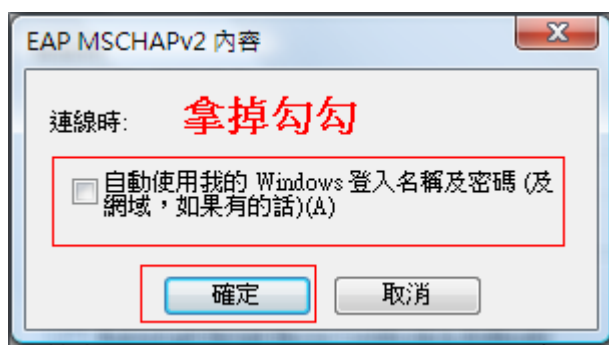 EAP MSCHAPv2 內容
連線時: 拿掉勾勾
自動使用我的 Windows 登入名稱及密碼 (及
網域，如果有的話)(A)
確定 取消